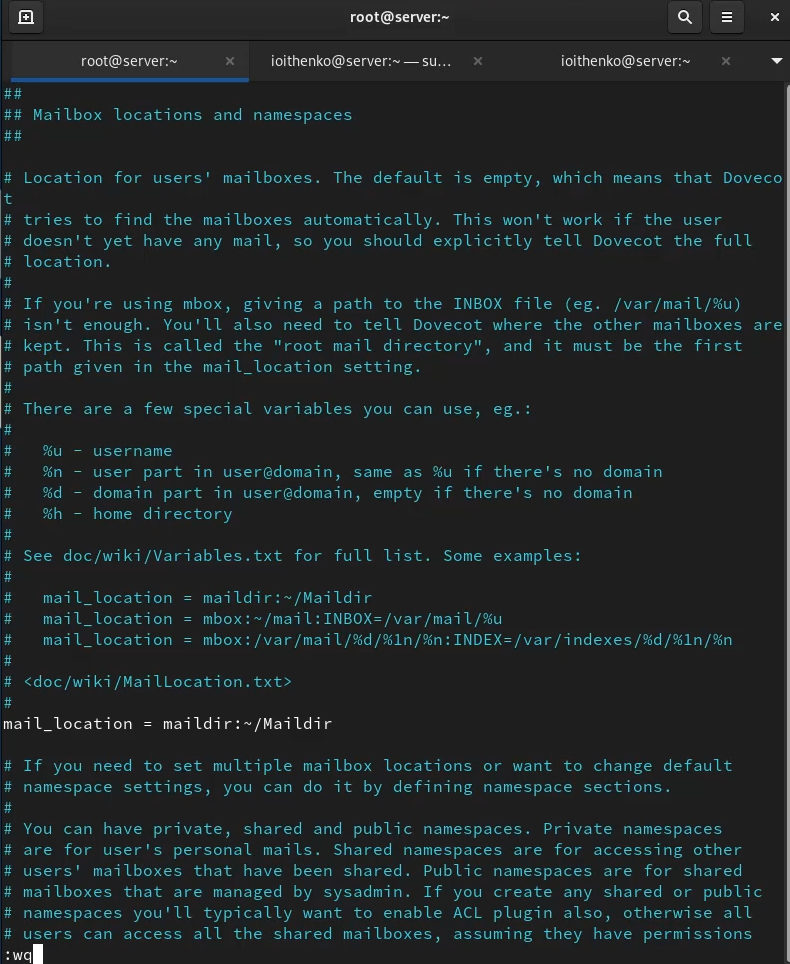 root@server:~
root@server:~
ioithenko@server:~ — su...
ioithenko@server:~
##
## Mailbox locations and namespaces
##
# Location for users' mailboxes. The default is empty, which means that Doveco
t
# tries to find the mailboxes automatically. This won't work if the user
# doesn't yet have any mail, so you should explicitly tell Dovecot the full
# location.
#
# If you're using mbox, giving a path to the INBOX file (eg. /var/mail/%u)
# isn't enough. You'll also need to tell Dovecot where the other mailboxes are
# kept. This is called the "root mail directory", and it must be the first
# path given in the mail_location setting.
#
# There are a few special variables you can use, eg.:
#
#   %u - username
#   %n - user part in user@domain, same as %u if there's no domain
#   %d - domain part in user@domain, empty if there's no domain
#   %h - home directory
#
# See doc/wiki/Variables.txt for full list. Some examples:
#
#   mail_location = maildir:~/Maildir
#   mail_location = mbox:~/mail:INBOX=/var/mail/%u
#   mail_location = mbox:/var/mail/%d/%1n/%n:INDEX=/var/indexes/%d/%1n/%n
#
# <doc/wiki/MailLocation.txt>
#
mail_location = maildir:~/Maildir
# If you need to set multiple mailbox locations or want to change default
# namespace settings, you can do it by defining namespace sections.
#
# You can have private, shared and public namespaces. Private namespaces
# are for user's personal mails. Shared namespaces are for accessing other
# users' mailboxes that have been shared. Public namespaces are for shared
# mailboxes that are managed by sysadmin. If you create any shared or public
# namespaces you'll typically want to enable ACL plugin also, otherwise all
# users can access all the shared mailboxes, assuming they have permissions
:wq